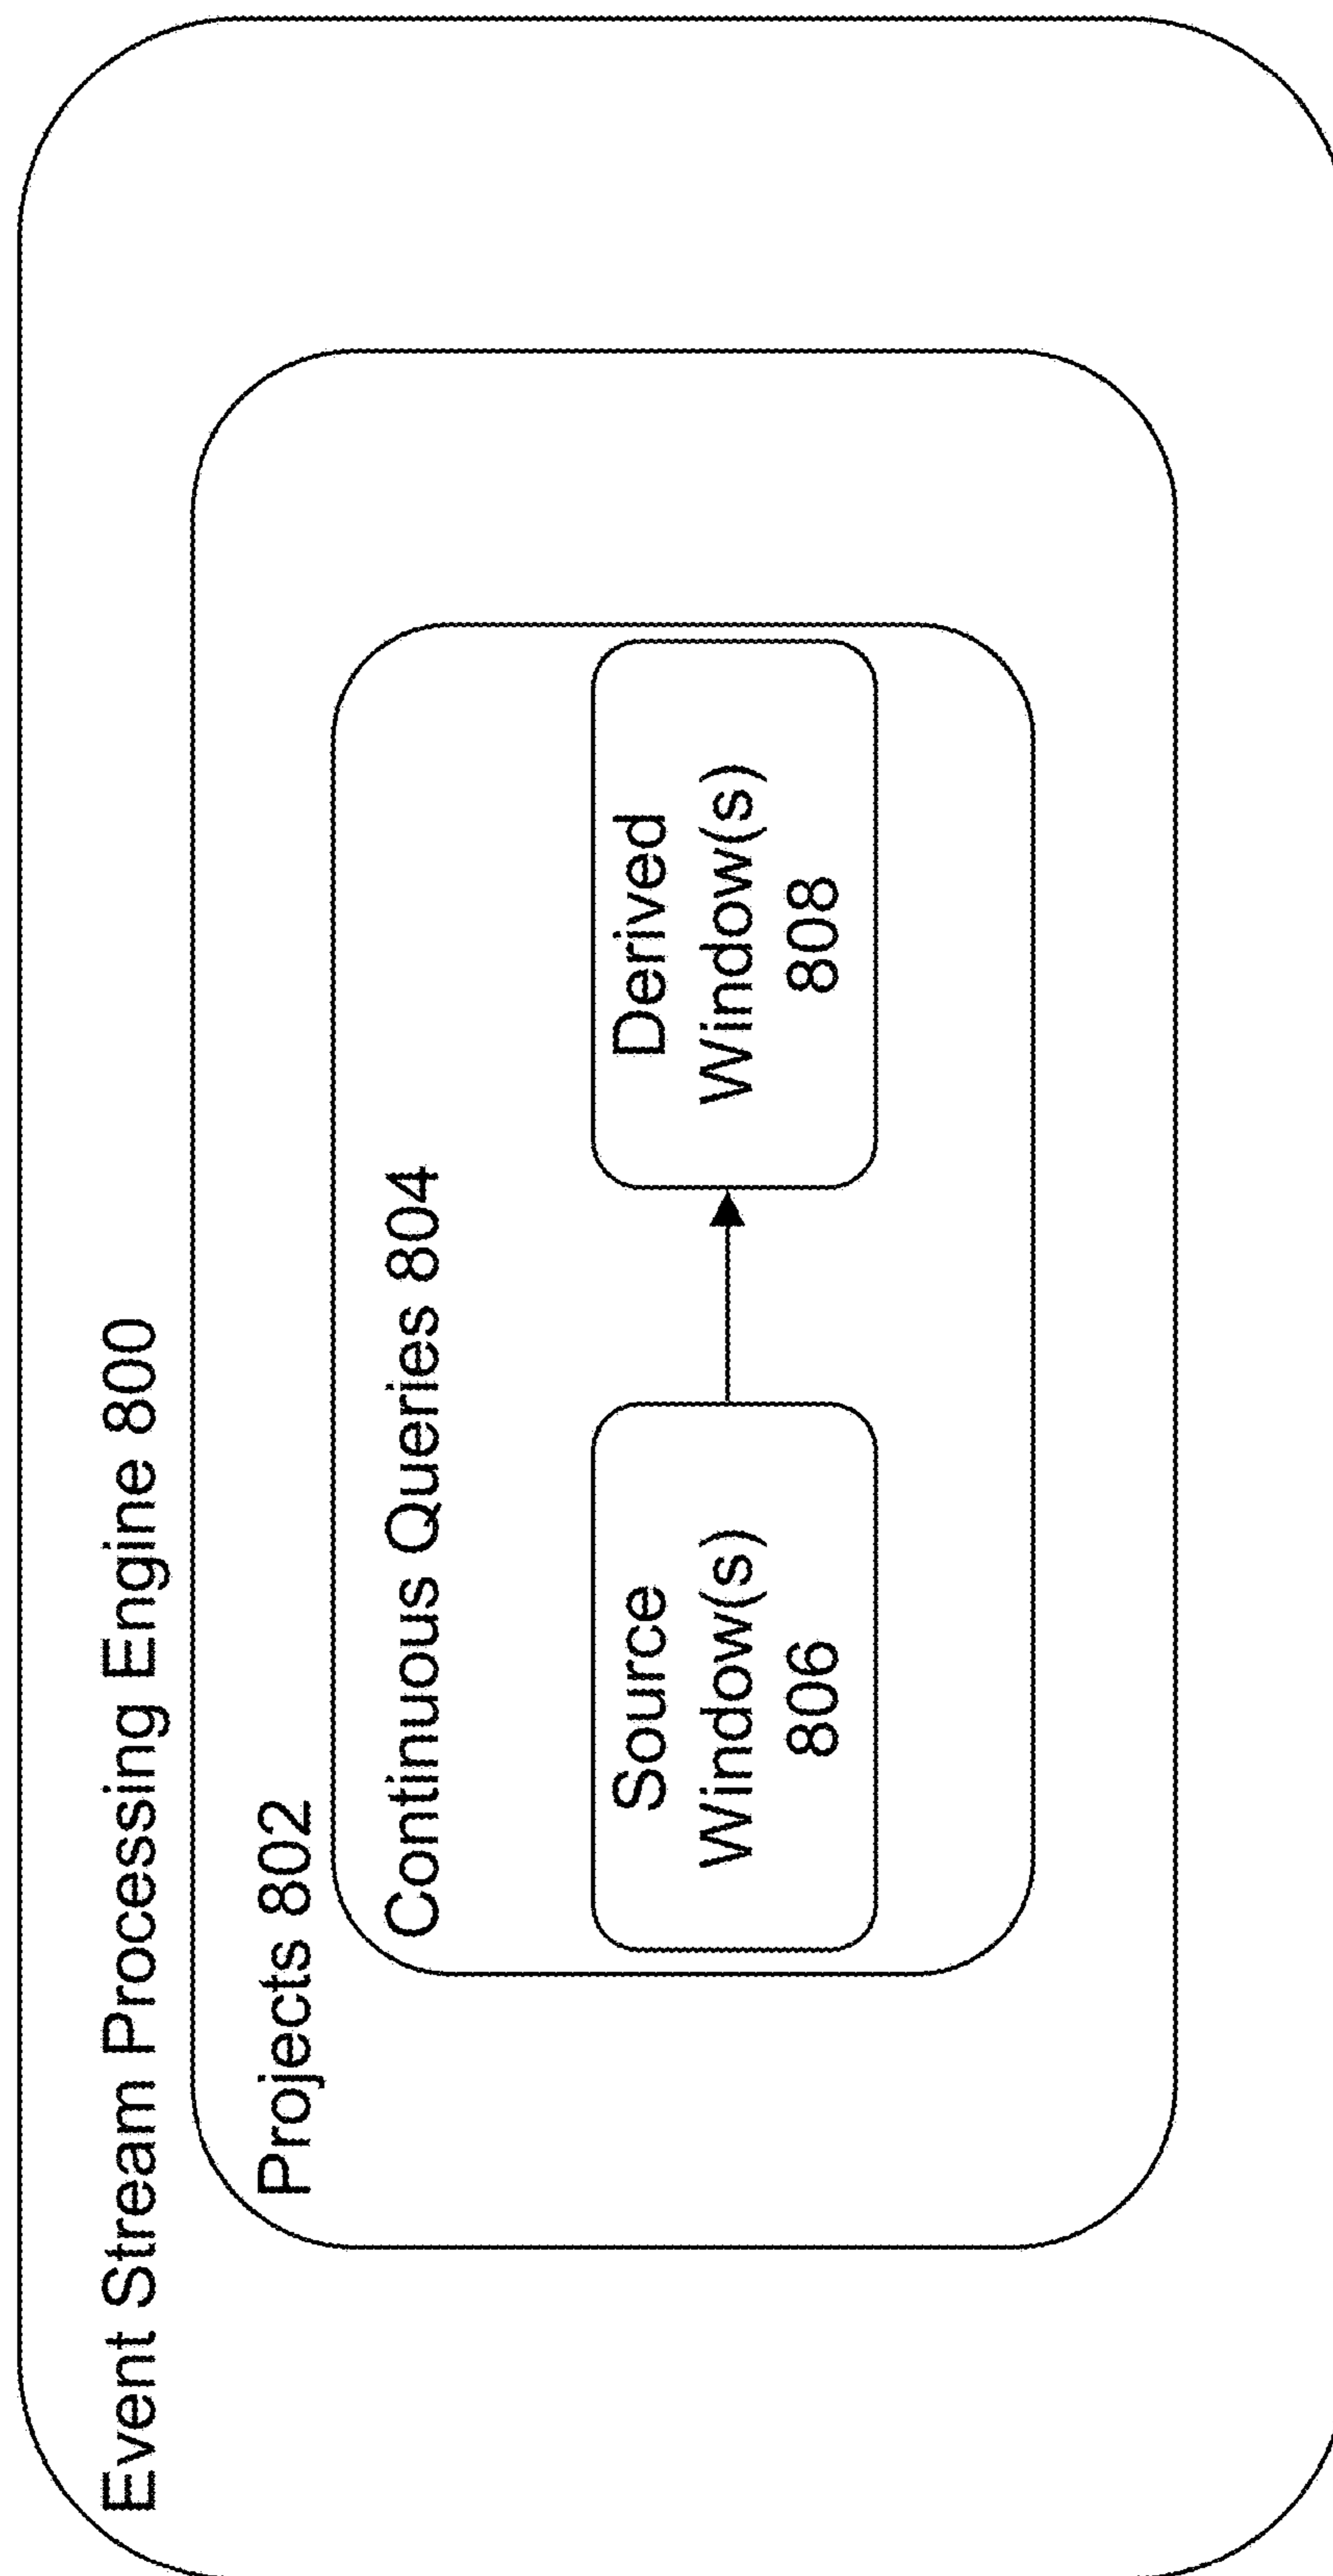 Event Stream Processing Engine 800
Projects 802
Continuous Queries 804
Source
Window(s)
806
Derived
Window(s)
808